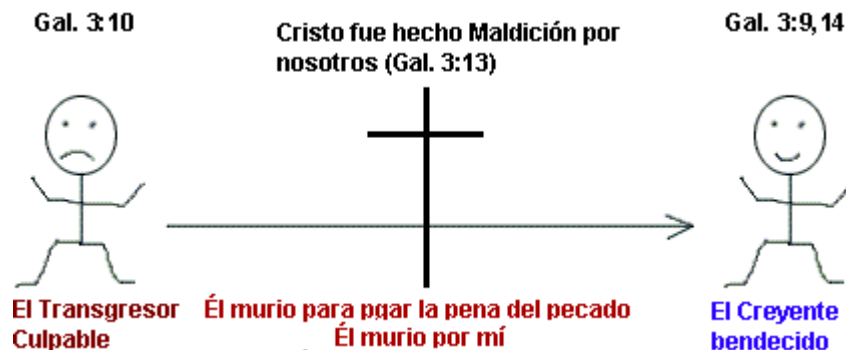 Gal. 3:10
Cristo fue hecho Maldición por
nosotros (Gal. 3:13)
Gal. 3:9,14
El Transgresor
Culpable
Él murio para pgar la pena del pecado
Él murio por mí
El Creyente
bendecido